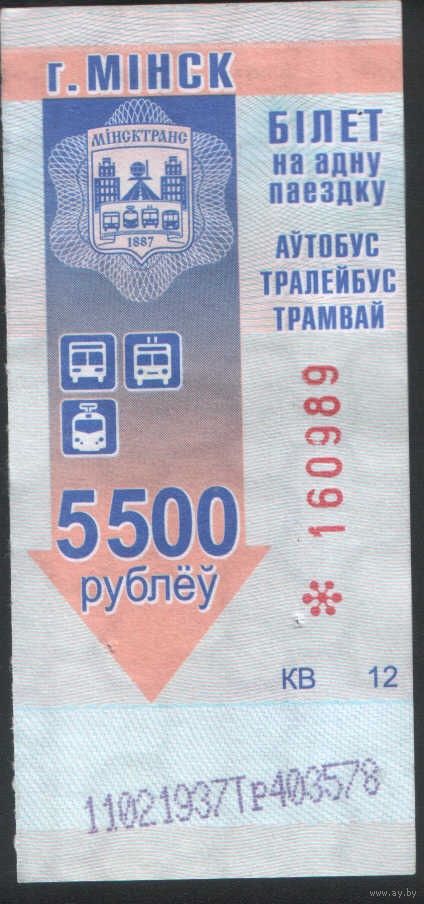 г. МІНСК
МІНСКТРАНС
1887
БІЛЕТ
на адну
паездку
АЎТОБУС
ТРАЛЕЙБУС
ТРАМВАЙ
160989
5500
рублёў
КВ 12
11021937Тр403578
www.ay.by